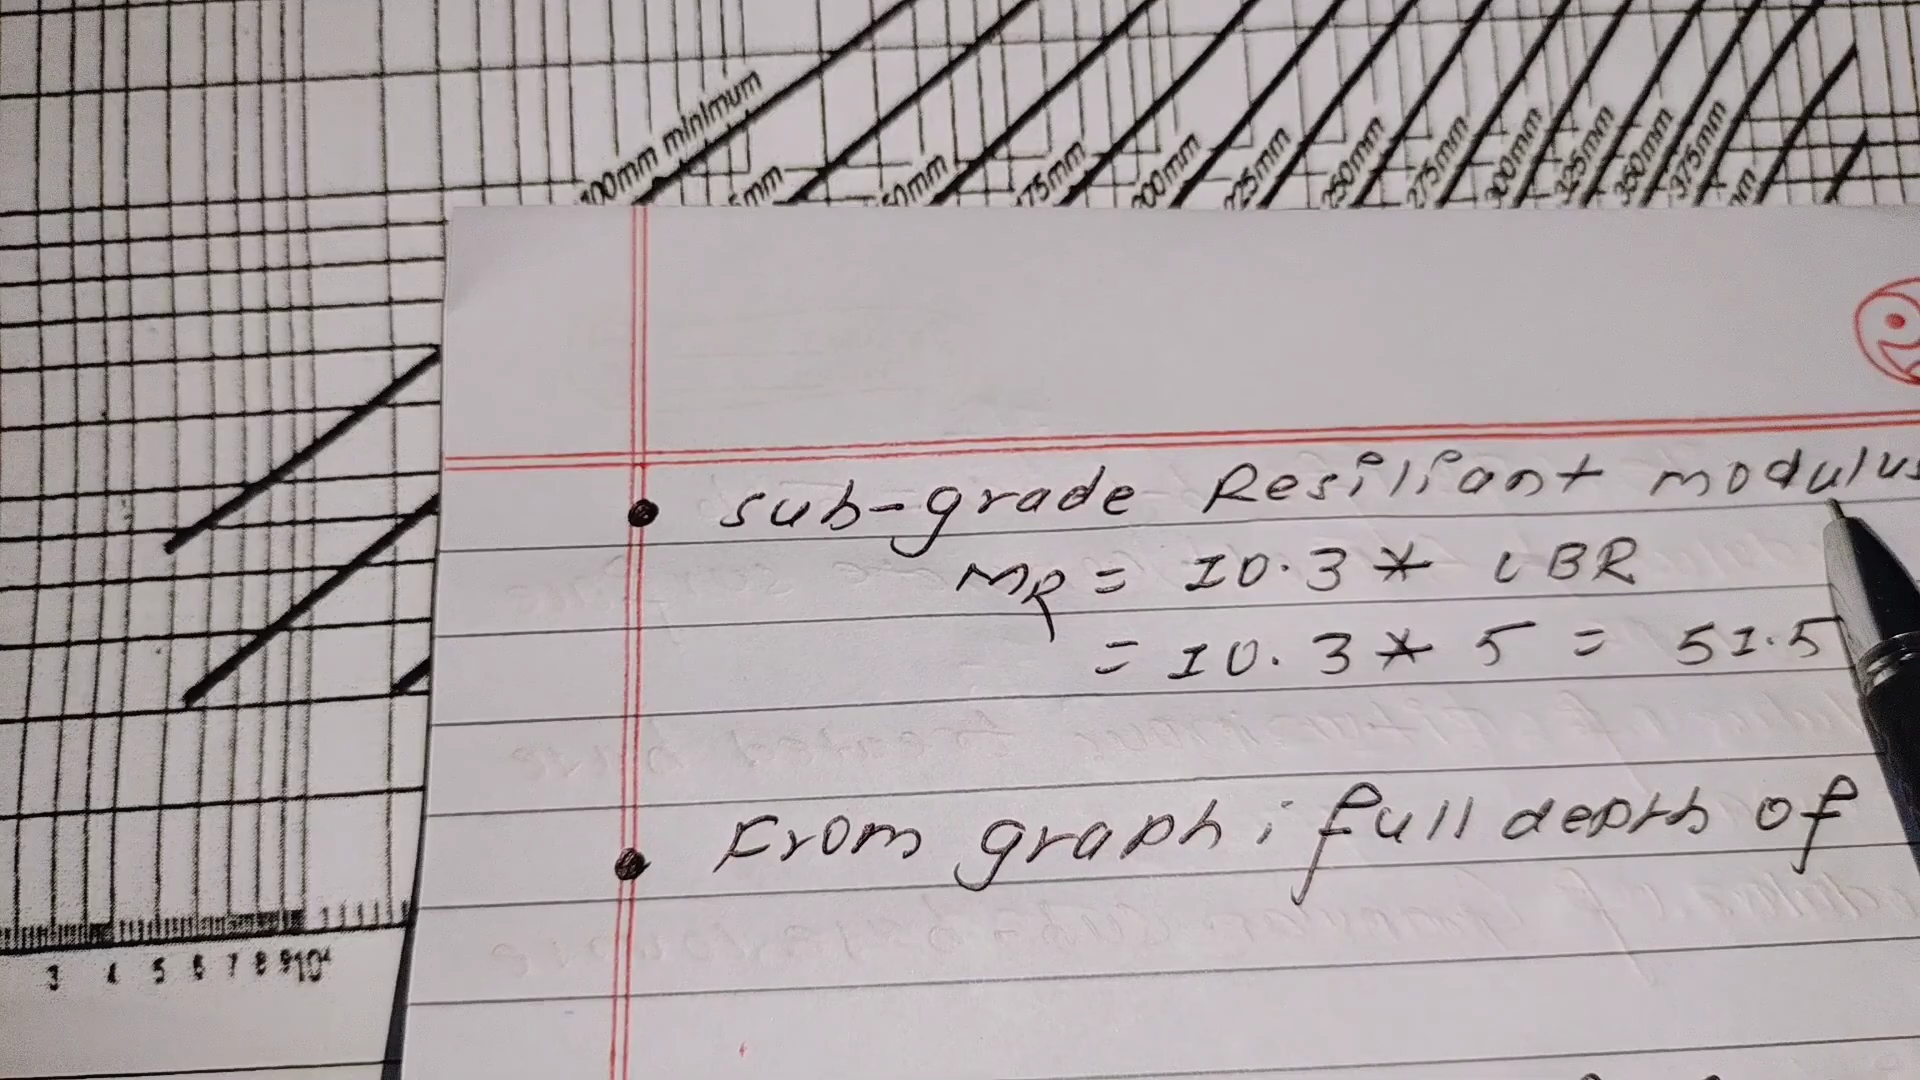 100mm minimum
175mm
200mm
225mm
250mm
275mm
300mm
325mm
350mm
375mm
sub-grade Resiliant modulus
MR = 10.3 * CBR
= 10.3 * 5 = 51.5
From graph ; full depth of
3 4 5 6 7 8 9 10⁴